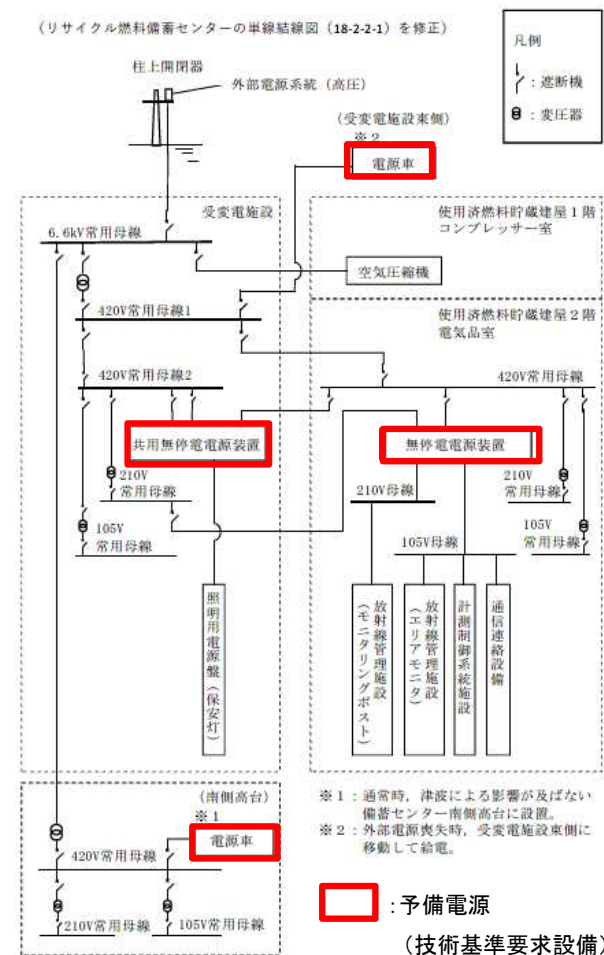 (リサイクル燃料備蓄センターの単線結線図(18-2-2-1)を修正)
凡例
:遮断機
:変圧器
柱上開閉器
外部電源系統(高圧)
(受変電施設東側)
※2
電源車
受変電施設
6.6kV常用母線
使用済燃料貯蔵建屋1階
コンプレッサー室
空気圧縮機
420V常用母線1
使用済燃料貯蔵建屋2階
電気品室
420V常用母線2
420V常用母線
共用無停電電源装置
無停電電源装置
210V
常用母線
105V
常用母線
210V母線
210V
常用母線
105V母線
105V
常用母線
照明用電源盤(保安灯)
放射線管理施設
(モニタリングポスト)
放射線管理施設
(エリアモニタ)
計測制御系統施設
通信連絡設備
(南側高台)
※1
電源車
420V常用母線
210V常用母線
105V常用母線
※1:通常時,津波による影響が及ばない
備蓄センター南側高台に設置。
※2:外部電源喪失時,受変電施設東側に
移動して給電。
:予備電源
(技術基準要求設備)